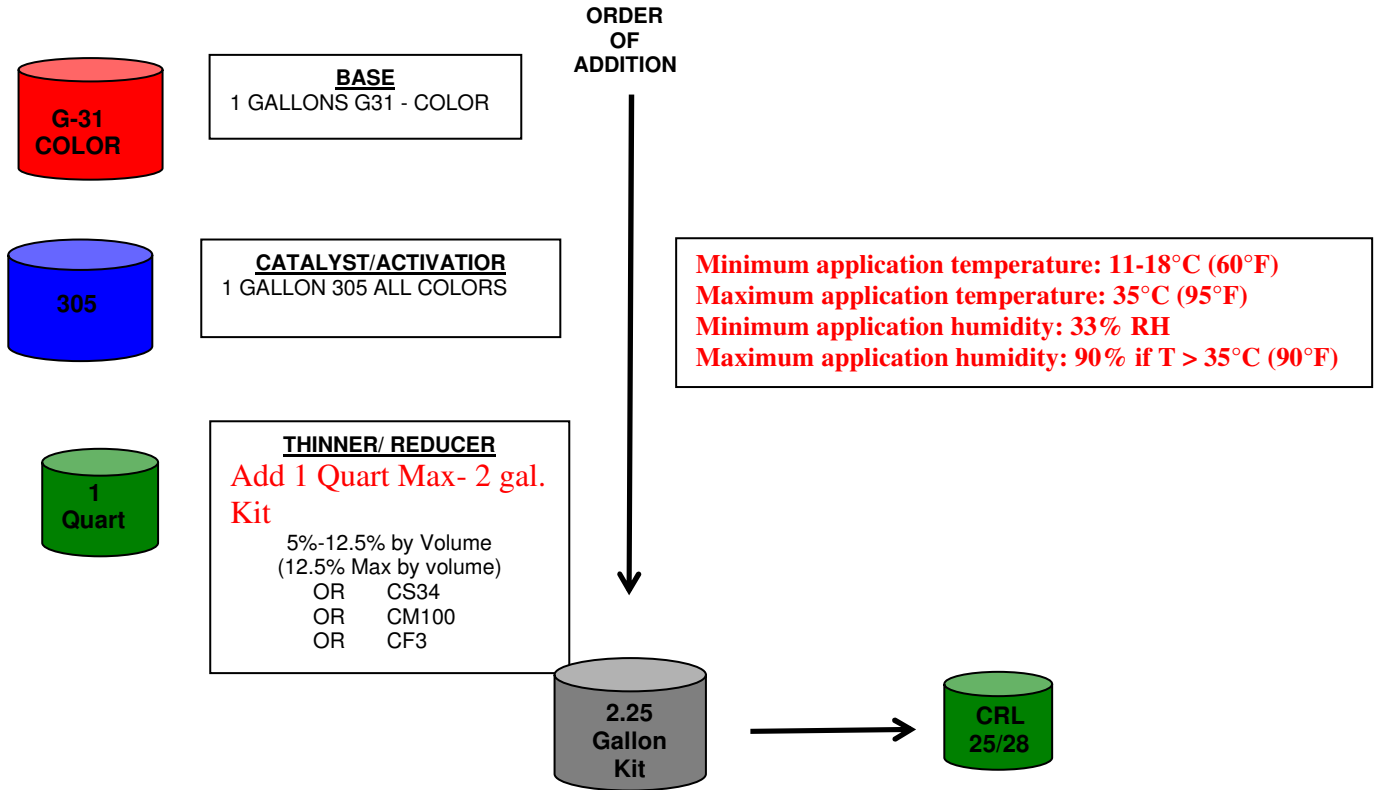 ORDER
OF
ADDITION
G-31
COLOR
BASE
1 GALLONS G31 - COLOR
305
CATALYST/ACTIVATIOR
1 GALLON 305 ALL COLORS
Minimum application temperature: 11-18°C (60°F)
Maximum application temperature: 35°C (95°F)
Minimum application humidity: 33% RH
Maximum application humidity: 90% if T > 35°C (90°F)
1
Quart
THINNER/ REDUCER
Add 1 Quart Max- 2 gal.
Kit
5%-12.5% by Volume
(12.5% Max by volume)
OR CS34
OR CM100
OR CF3
2.25
Gallon
Kit
CRL
25/28